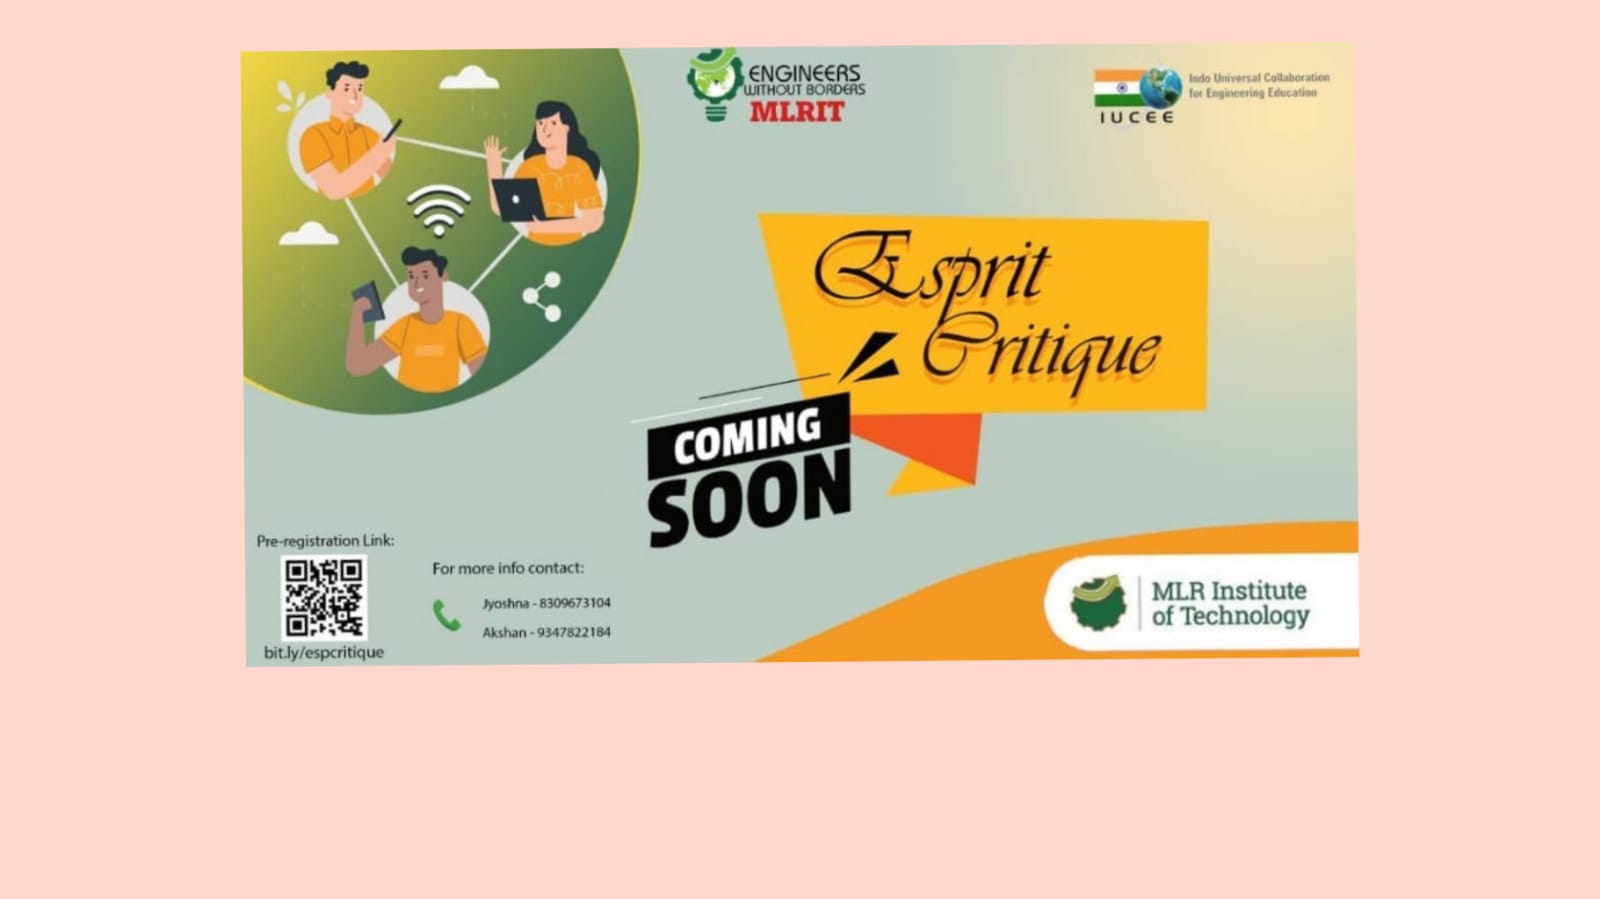 ENGINEERS
WITHOUT BORDERS
MLRIT
Indo Universal Collaboration
for Engineering Education
IUCEE
Esprit
Critique
COMING
SOON
Pre-registration Link:
bit.ly/espcritique
For more info contact:
Jyoshna - 8309673104
Akshan - 9347822184
MLR Institute
of Technology